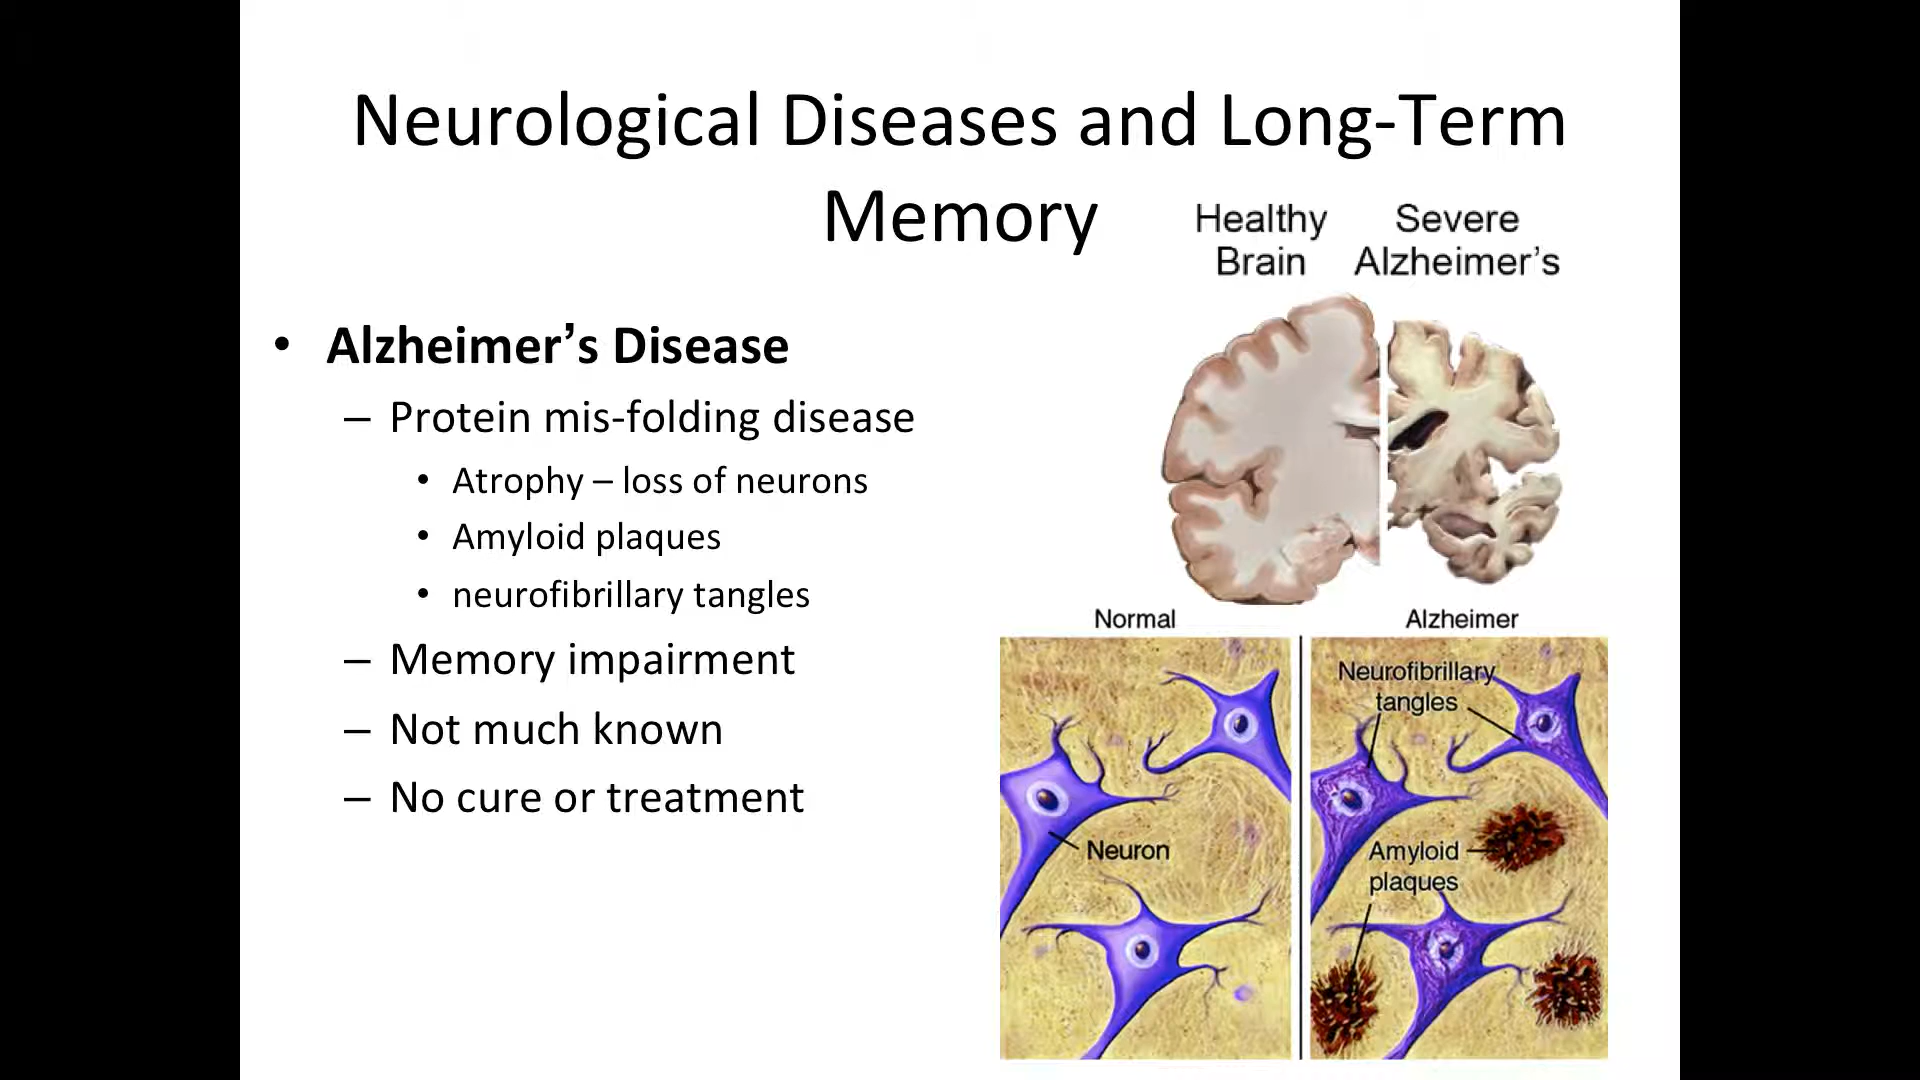 Neurological Diseases and Long-Term
Memory
Healthy
Brain
Severe
Alzheimer's
• Alzheimer’s Disease
– Protein mis-folding disease
• Atrophy – loss of neurons
• Amyloid plaques
• neurofibrillary tangles
– Memory impairment
– Not much known
– No cure or treatment
Normal
Alzheimer
Neuron
Neurofibrillary
tangles
Amyloid
plaques